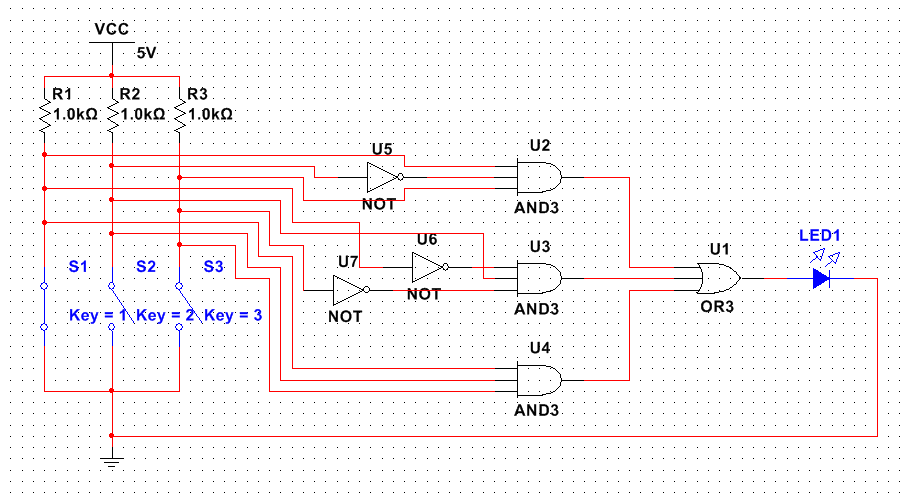 VCC
5V
R1
1.0kΩ
R2
1.0kΩ
R3
1.0kΩ
U5
NOT
U2
AND3
U6
NOT
U7
NOT
U3
AND3
U1
OR3
LED1
S1
Key = 1
S2
Key = 2
S3
Key = 3
U4
AND3